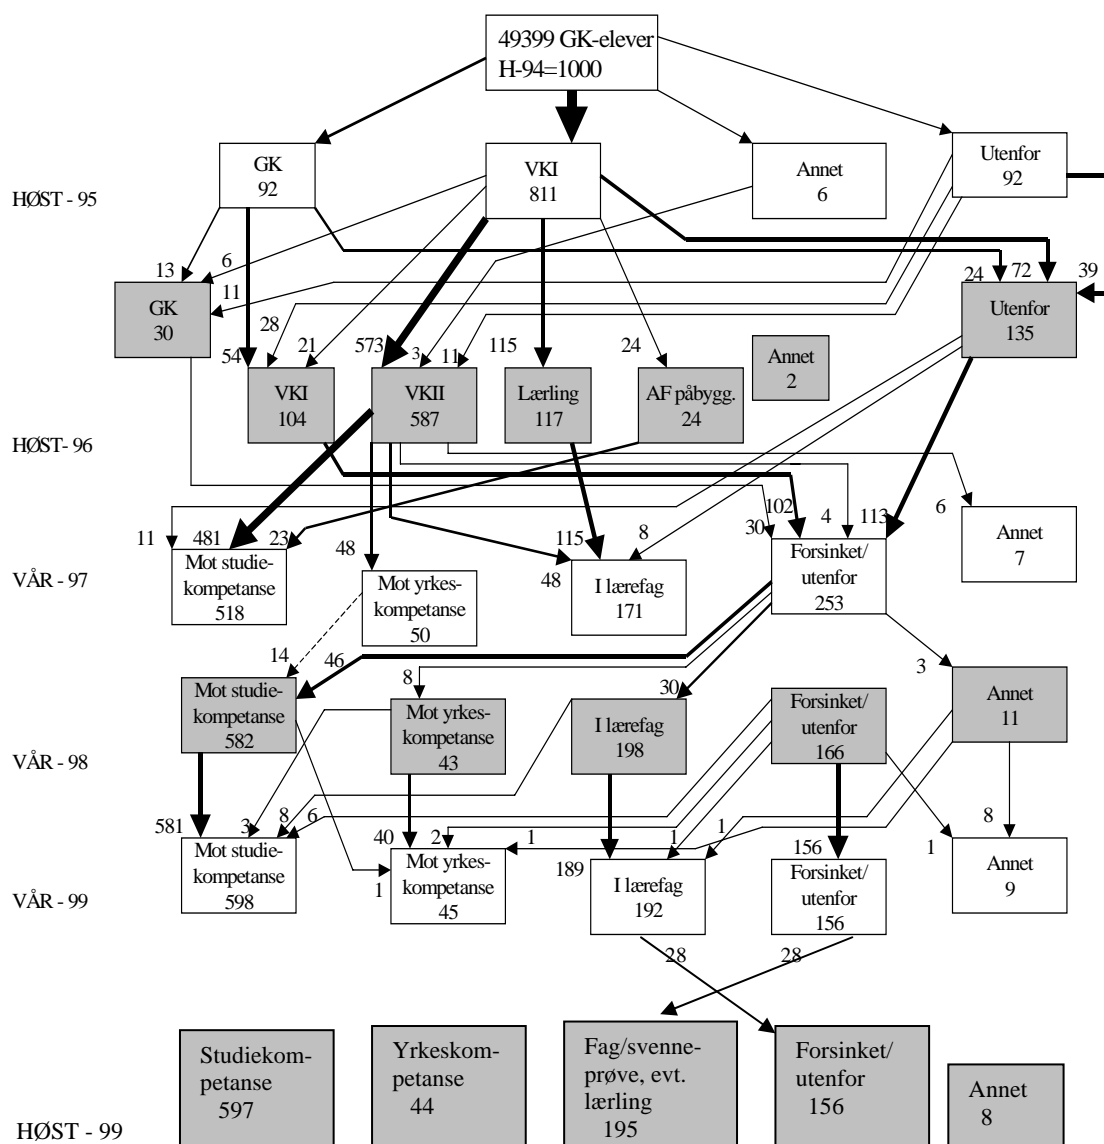 49399 GK-elever
H-94=1000
HØST - 95
GK
92
VKI
811
Annet
6
Utenfor
92
13
6
11
28
21
54
573
3
11
115
24
24
72
39
GK
30
Utenfor
135
HØST- 96
VKI
104
VKII
587
Lærling
117
AF påbygg.
24
Annet
2
11
481
23
48
48
115
8
30
102
4
113
6
VÅR - 97
Mot studie-
kompetanse
518
Mot yrkes-
kompetanse
50
I lærefag
171
Forsinket/
utenfor
253
Annet
7
14
46
8
30
3
VÅR - 98
Mot studie-
kompetanse
582
Mot yrkes-
kompetanse
43
I lærefag
198
Forsinket/
utenfor
166
Annet
11
581
3
8
6
1
40
2
1
189
1
1
156
1
8
VÅR - 99
Mot studie-
kompetanse
598
Mot yrkes-
kompetanse
45
I lærefag
192
Forsinket/
utenfor
156
Annet
9
28
28
HØST - 99
Studiekom-
petanse
597
Yrkeskom-
petanse
44
Fag/svenne-
prøve, evt.
lærling
195
Forsinket/
utenfor
156
Annet
8